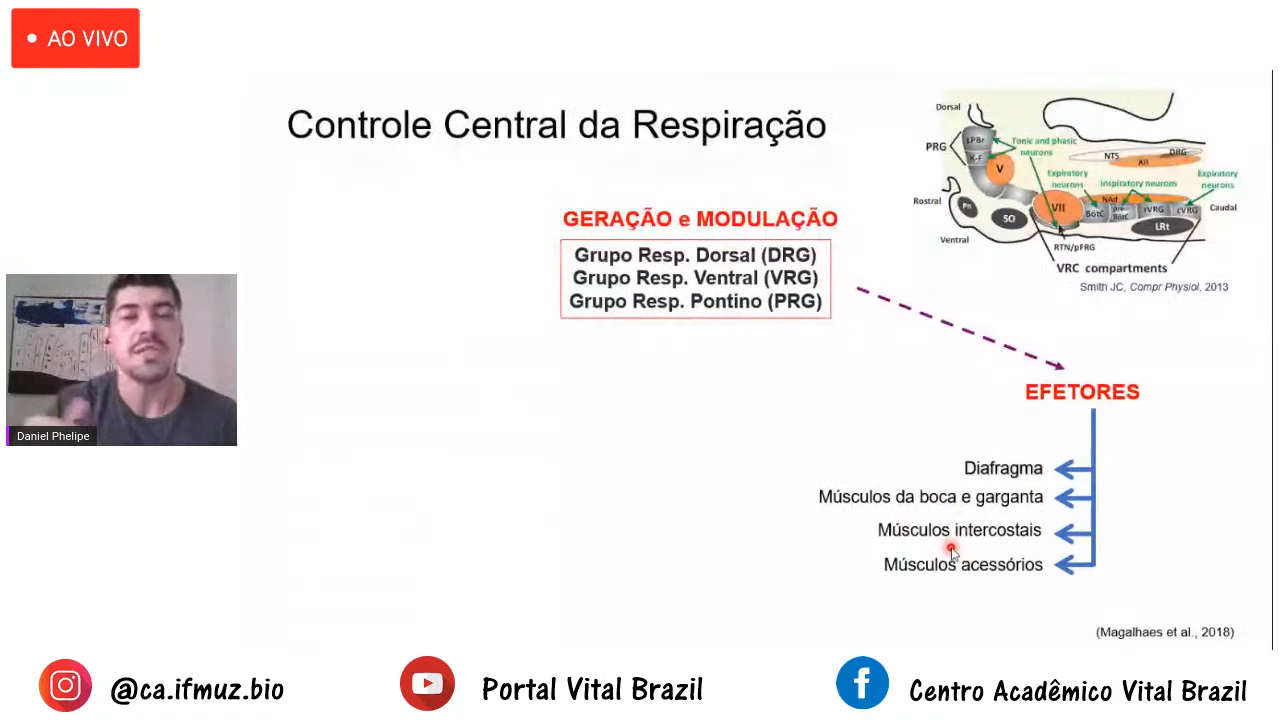 AO VIVO
Controle Central da Respiração
GERAÇÃO e MODULAÇÃO
Grupo Resp. Dorsal (DRG)
Grupo Resp. Ventral (VRG)
Grupo Resp. Pontino (PRG)
Dorsal
PRG
LPBr
K-F
Tonic and phasic
neurons
V
NTS
DRG
XII
Expiratory
neurons
Inspiratory neurons
Expiratory
neurons
Rostral
Pn
SO
VII
NAd
BötC
pre-
BötC
rVRG
cVRG
Caudal
LRt
Ventral
RTN/pFRG
VRC compartments
Smith JC, Compr Physiol, 2013
EFETORES
Diafragma
Músculos da boca e garganta
Músculos intercostais
Músculos acessórios
(Magalhaes et al., 2018)
Daniel Phelipe
@ca.ifmuz.bio
Portal Vital Brazil
Centro Acadêmico Vital Brazil